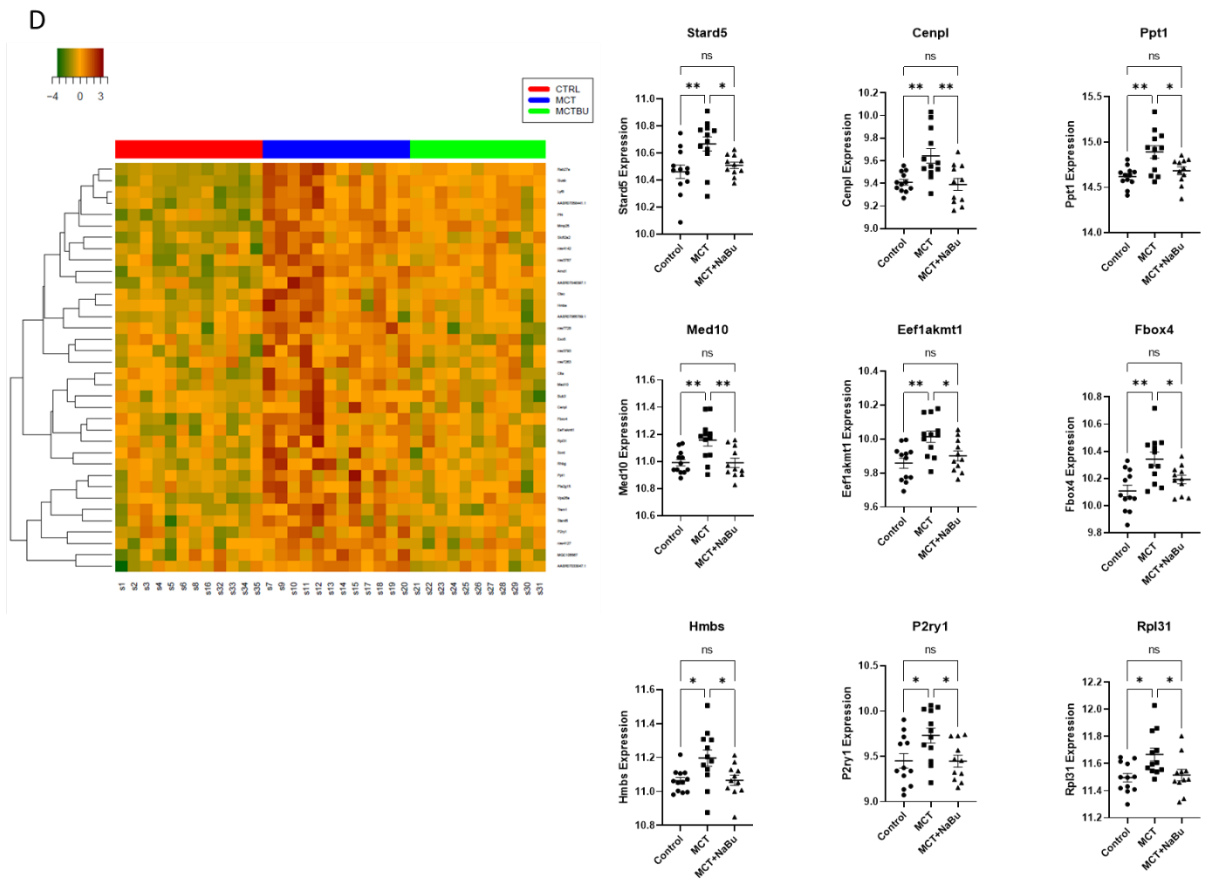 D
−4 0 3
CTRL
MCT
MCTBU
s1 s2 s3 s4 s5 s6 s8 s16 s32 s33 s34 s35 s7 s9 s10 s11 s12 s13 s14 s15 s17 s18 s19 s20 s21 s22 s23 s24 s25 s26 s27 s28 s29 s30 s31
Stard5
ns
** *
Stard5 Expression
11.0
10.8
10.6
10.4
10.2
10.0
Control MCT MCT+NaBu
Cenpl
ns
** **
Cenpl Expression
10.2
10.0
9.8
9.6
9.4
9.2
9.0
Control MCT MCT+NaBu
Ppt1
ns
** *
Ppt1 Expression
15.5
15.0
14.5
14.0
Control MCT MCT+NaBu
Med10
ns
** **
Med10 Expression
11.6
11.4
11.2
11.0
10.8
10.6
Control MCT MCT+NaBu
Eef1akmt1
ns
** *
Eef1akmt1 Expression
10.4
10.2
10.0
9.8
9.6
Control MCT MCT+NaBu
Fbox4
ns
** *
Fbox4 Expression
10.8
10.6
10.4
10.2
10.0
9.8
Control MCT MCT+NaBu
Hmbs
ns
* *
Hmbs Expression
11.6
11.4
11.2
11.0
10.8
Control MCT MCT+NaBu
P2ry1
ns
* *
P2ry1 Expression
10.5
10.0
9.5
9.0
Control MCT MCT+NaBu
Rpl31
ns
* *
Rpl31 Expression
12.2
12.0
11.8
11.6
11.4
11.2
Control MCT MCT+NaBu